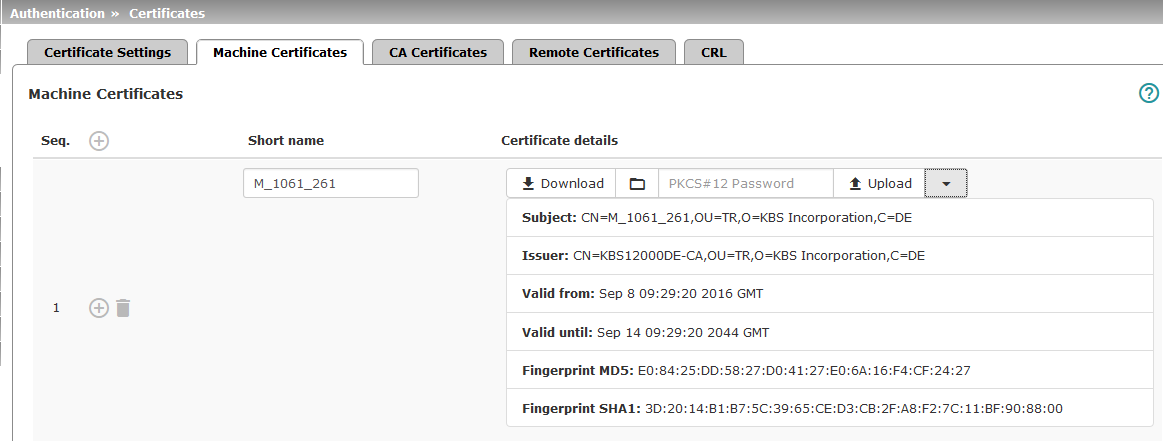 Authentication » Certificates
Certificate Settings Machine Certificates CA Certificates Remote Certificates CRL
Machine Certificates
Seq. Short name Certificate details
M_1061_261 Download PKCS#12 Password Upload
Subject: CN=M_1061_261,OU=TR,O=KBS Incorporation,C=DE
Issuer: CN=KBS12000DE-CA,OU=TR,O=KBS Incorporation,C=DE
1 Valid from: Sep 8 09:29:20 2016 GMT
Valid until: Sep 14 09:29:20 2044 GMT
Fingerprint MD5: E0:84:25:DD:58:27:D0:41:27:E0:6A:16:F4:CF:24:27
Fingerprint SHA1: 3D:20:14:B1:B7:5C:39:65:CE:D3:CB:2F:A8:F2:7C:11:BF:90:88:00